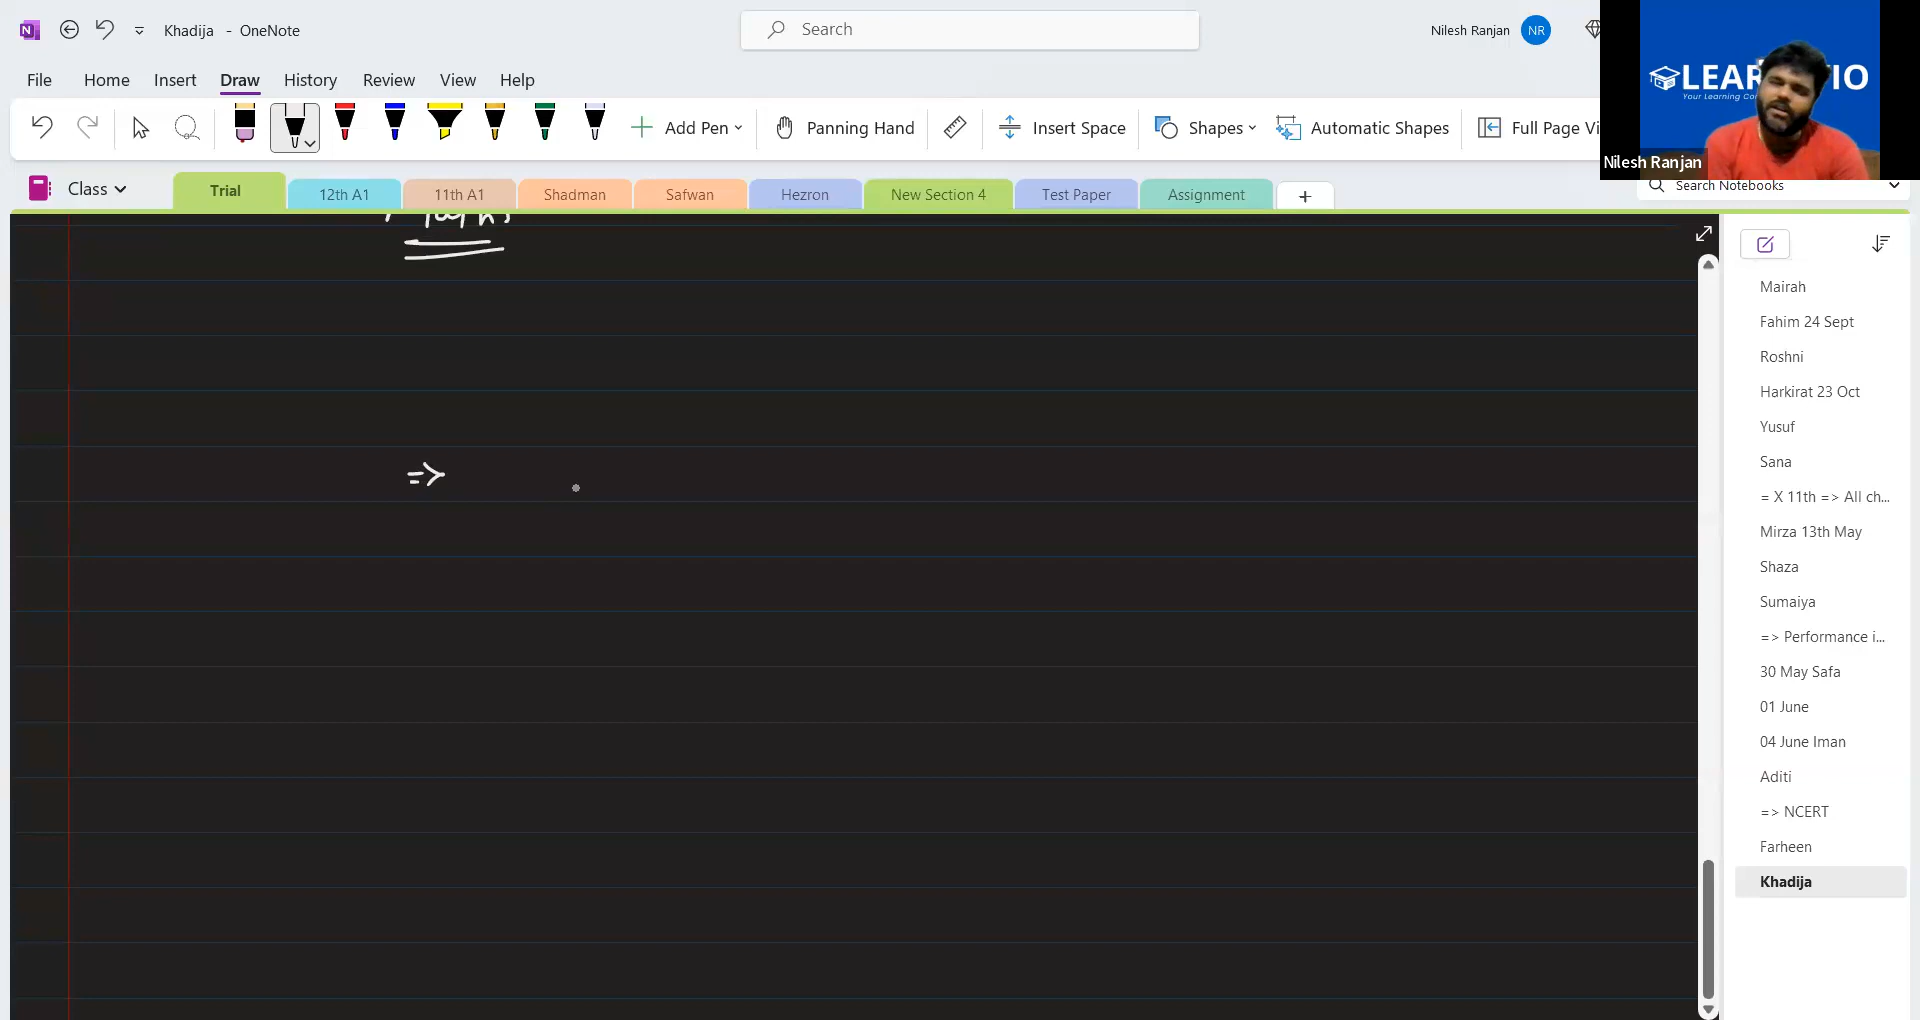 Khadija - OneNote
Search
Nilesh Ranjan NR
File Home Insert Draw History Review View Help
Add Pen Panning Hand Insert Space Shapes Automatic Shapes Full Page Vi
Your Learning Co
Nilesh Ranjan
Class Trial 12th A1 11th A1 Shadman Safwan Hezron New Section 4 Test Paper Assignment +
Search Notebooks
=>
Mairah
Fahim 24 Sept
Roshni
Harkirat 23 Oct
Yusuf
Sana
= X 11th => All ch...
Mirza 13th May
Shaza
Sumaiya
=> Performance i...
30 May Safa
01 June
04 June Iman
Aditi
=> NCERT
Farheen
Khadija